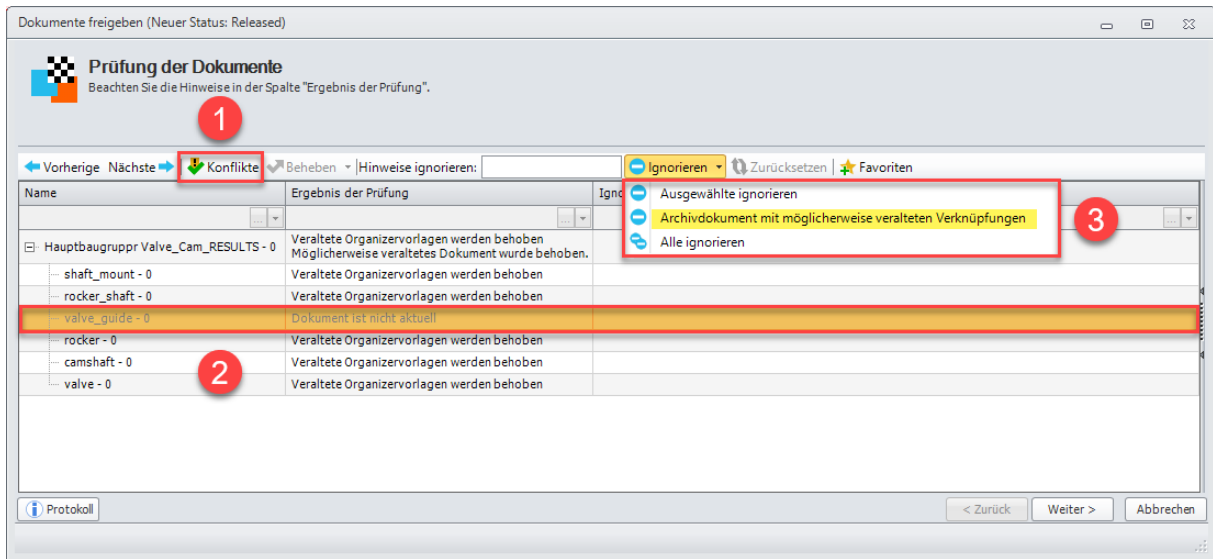 Dokumente freigeben (Neuer Status: Released)
Prüfung der Dokumente
Beachten Sie die Hinweise in der Spalte "Ergebnis der Prüfung".
1
Vorherige Nächste Konflikte Beheben Hinweise ignorieren: Ignorieren Zurücksetzen Favoriten
Name Ergebnis der Prüfung
Ausgewählte ignorieren
Archivdokument mit möglicherweise veralteten Verknüpfungen
Alle ignorieren
3
Hauptbaugruppr Valve_Cam_RESULTS - 0 Veraltete Organizervorlagen werden behoben
Möglicherweise veraltetes Dokument wurde behoben.
shaft_mount - 0 Veraltete Organizervorlagen werden behoben
rocker_shaft - 0 Veraltete Organizervorlagen werden behoben
valve_guide - 0 Dokument ist nicht aktuell
rocker - 0 Veraltete Organizervorlagen werden behoben
camshaft - 0 Veraltete Organizervorlagen werden behoben
2
valve - 0 Veraltete Organizervorlagen werden behoben
Protokoll < Zurück Weiter > Abbrechen